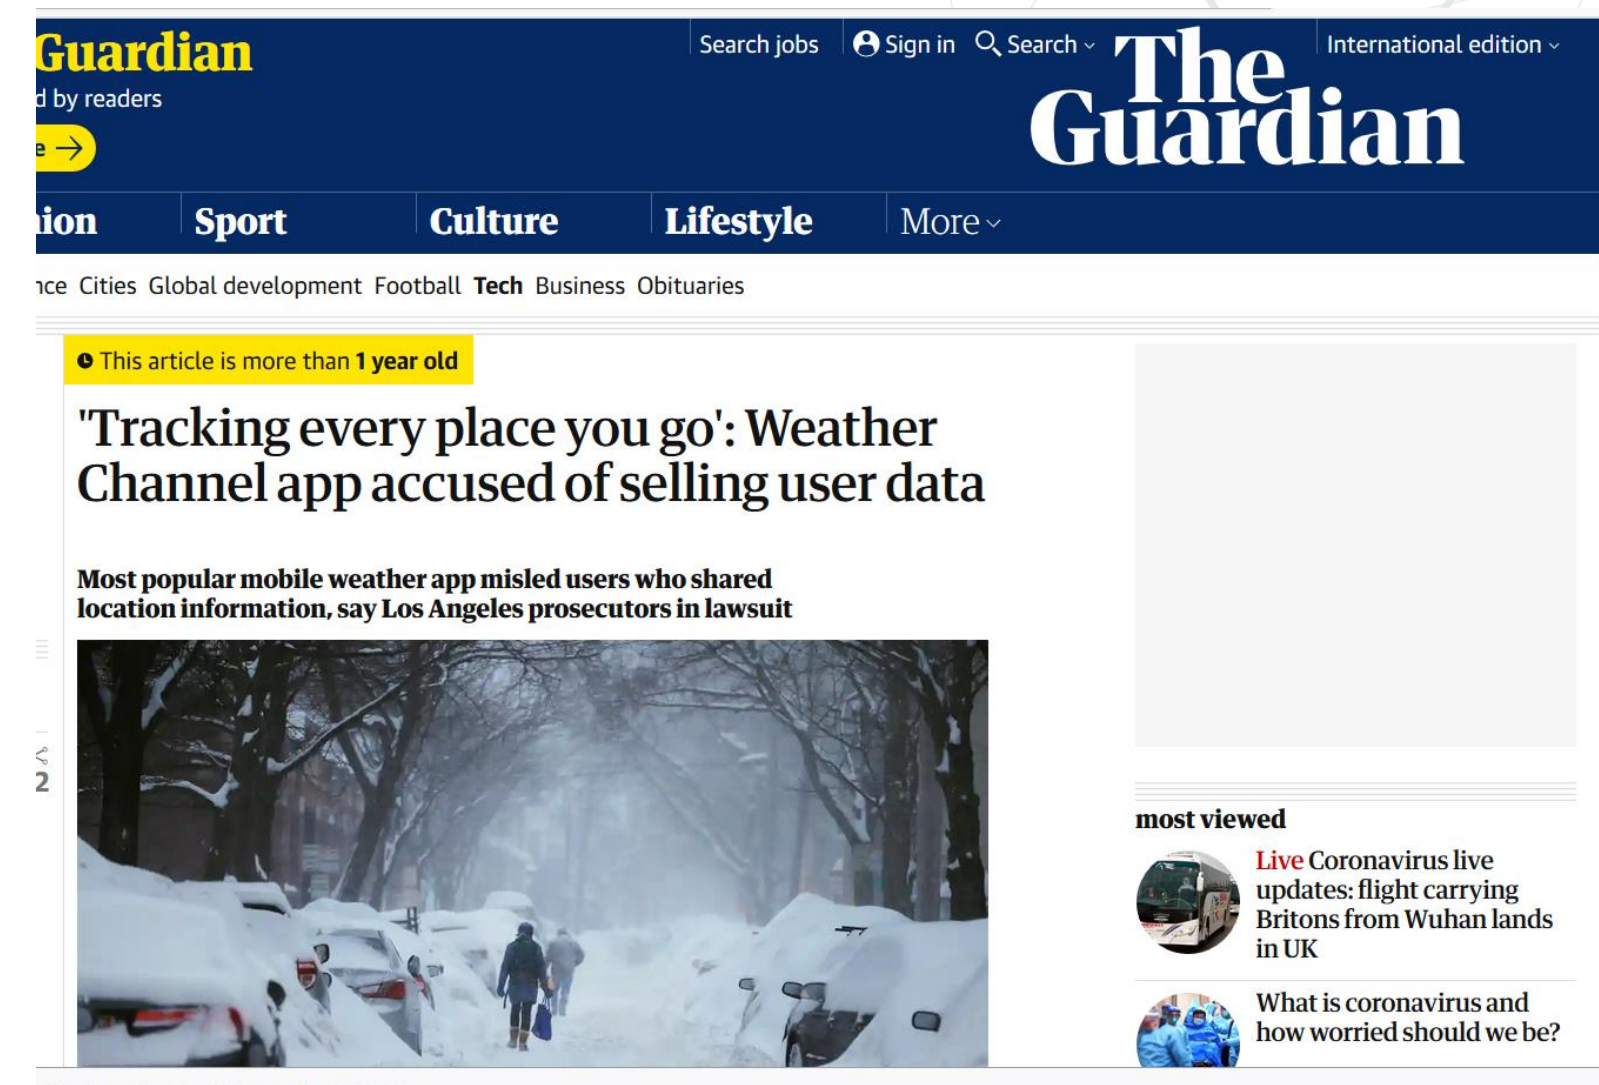 Guardian
d by readers
e →
Search jobs
Sign in
Search
International edition
The
Guardian
Sport
Culture
Lifestyle
More
Cities Global development Football Tech Business Obituaries
This article is more than 1 year old
'Tracking every place you go': Weather
Channel app accused of selling user data
Most popular mobile weather app misled users who shared
location information, say Los Angeles prosecutors in lawsuit
2
most viewed
Live Coronavirus live
updates: flight carrying
Britons from Wuhan lands
in UK
What is coronavirus and
how worried should we be?